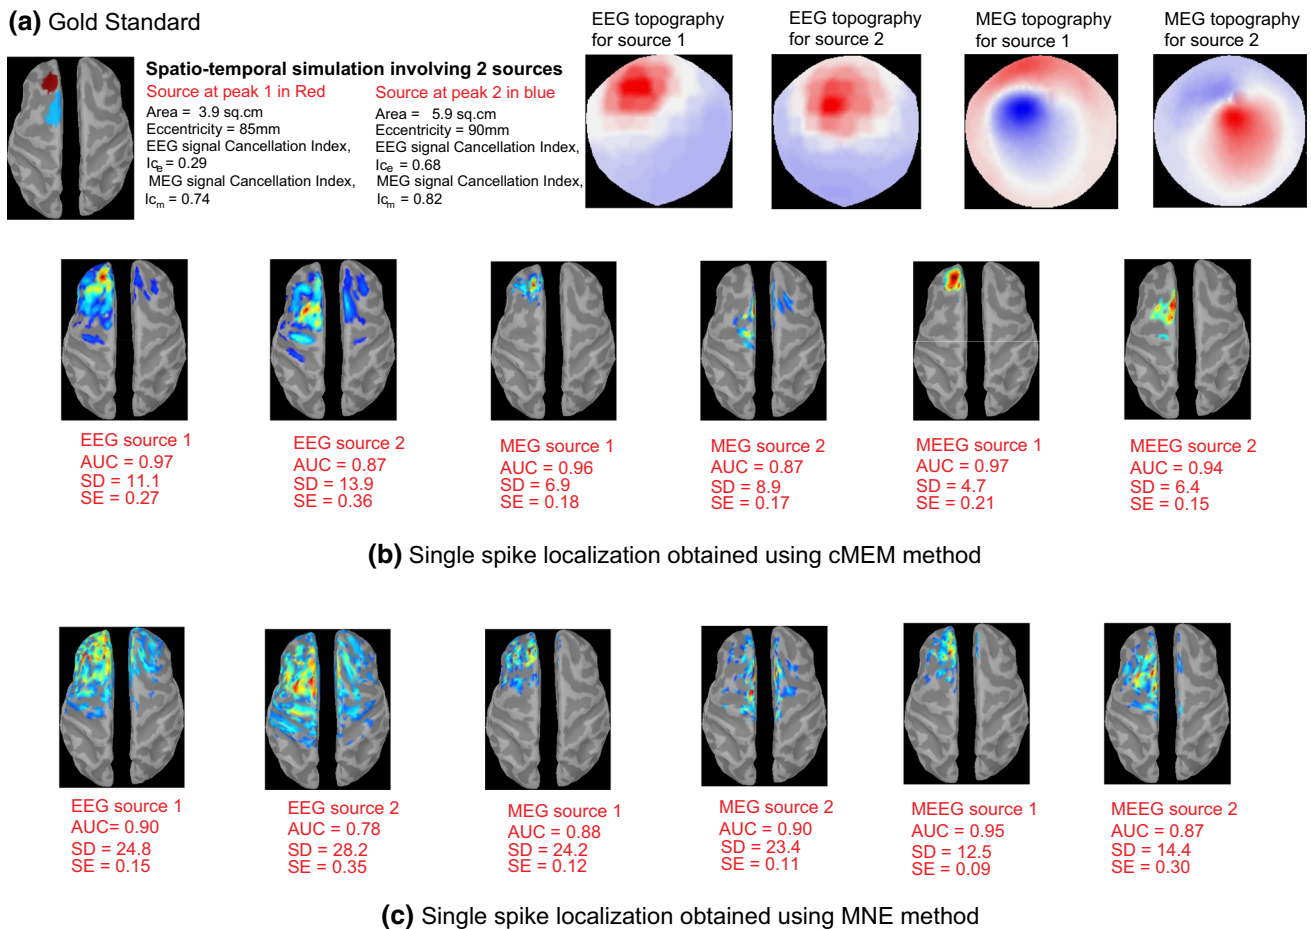 (a) Gold Standard
EEG topography
for source 1
EEG topography
for source 2
MEG topography
for source 1
MEG topography
for source 2
Spatio-temporal simulation involving 2 sources
Source at peak 1 in Red
Area = 3.9 sq.cm
Eccentricity = 85mm
EEG signal Cancellation Index,
Ic_e = 0.29
MEG signal Cancellation Index,
Ic_m = 0.74
Source at peak 2 in blue
Area = 5.9 sq.cm
Eccentricity = 90mm
EEG signal Cancellation Index,
Ic_e = 0.68
MEG signal Cancellation Index,
Ic_m = 0.82
EEG source 1
AUC = 0.97
SD = 11.1
SE = 0.27
EEG source 2
AUC = 0.87
SD = 13.9
SE = 0.36
MEG source 1
AUC = 0.96
SD = 6.9
SE = 0.18
MEG source 2
AUC = 0.87
SD = 8.9
SE = 0.17
MEEG source 1
AUC = 0.97
SD = 4.7
SE = 0.21
MEEG source 2
AUC = 0.94
SD = 6.4
SE = 0.15
(b) Single spike localization obtained using cMEM method
EEG source 1
AUC= 0.90
SD = 24.8
SE = 0.15
EEG source 2
AUC = 0.78
SD = 28.2
SE = 0.35
MEG source 1
AUC = 0.88
SD = 24.2
SE = 0.12
MEG source 2
AUC = 0.90
SD = 23.4
SE = 0.11
MEEG source 1
AUC = 0.95
SD = 12.5
SE = 0.09
MEEG source 2
AUC = 0.87
SD = 14.4
SE = 0.30
(c) Single spike localization obtained using MNE method